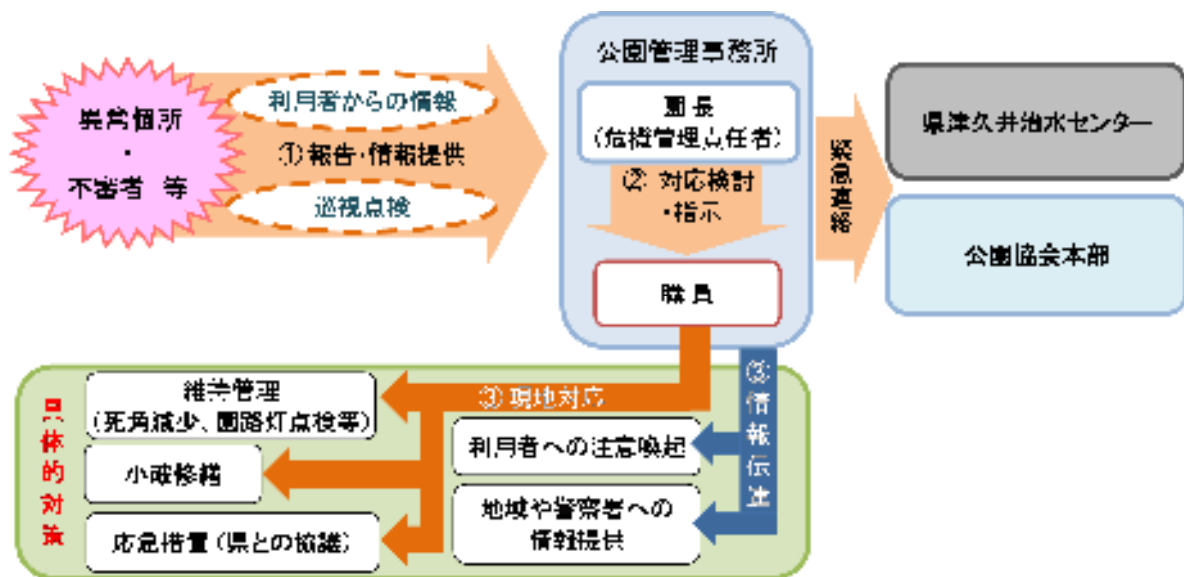 異常個所
・
不審者 等
利用者からの情報
①報告・情報提供
巡視点検
公園管理事務所
園長
(危機管理責任者)
② 対応検討
・指示
職員
県津久井治水センター
公園協会本部
具体的対策
維持管理
(死角減少、園路灯点検等)
小破修繕
応急措置(県との協議)
③現地対応
利用者への注意喚起
地域や警察署への
情報提供
③情報伝達